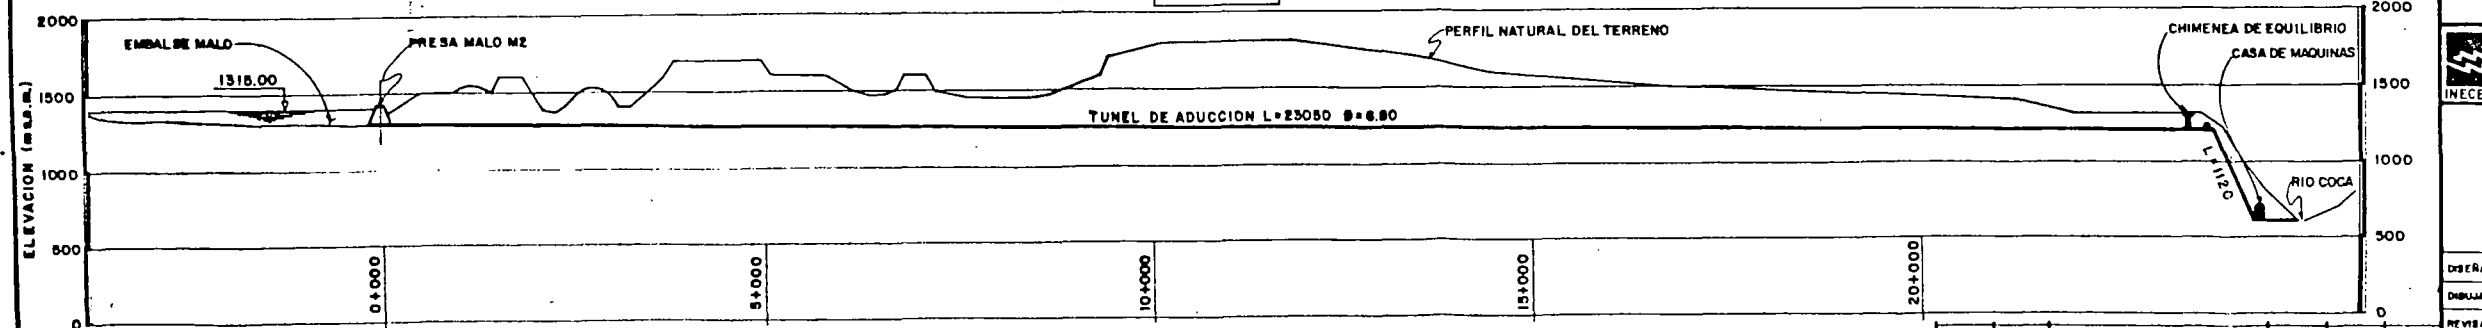 2000
2000
EMBALSE MALO
PRESA MALO M2
PERFIL NATURAL DEL TERRENO
CHIMENEA DE EQUILIBRIO
CASA DE MAQUINAS
1315.00
1500
1500
INECE
TUNEL DE ADUCCION L=23050 D=6.90
ELEVACION (m s.n.m.)
1000
1000
L=1120
RIO COCA
500
500
0+000
5+000
10+000
15+000
20+000
0
0
DISEÑ
DIBUJ
REVIS